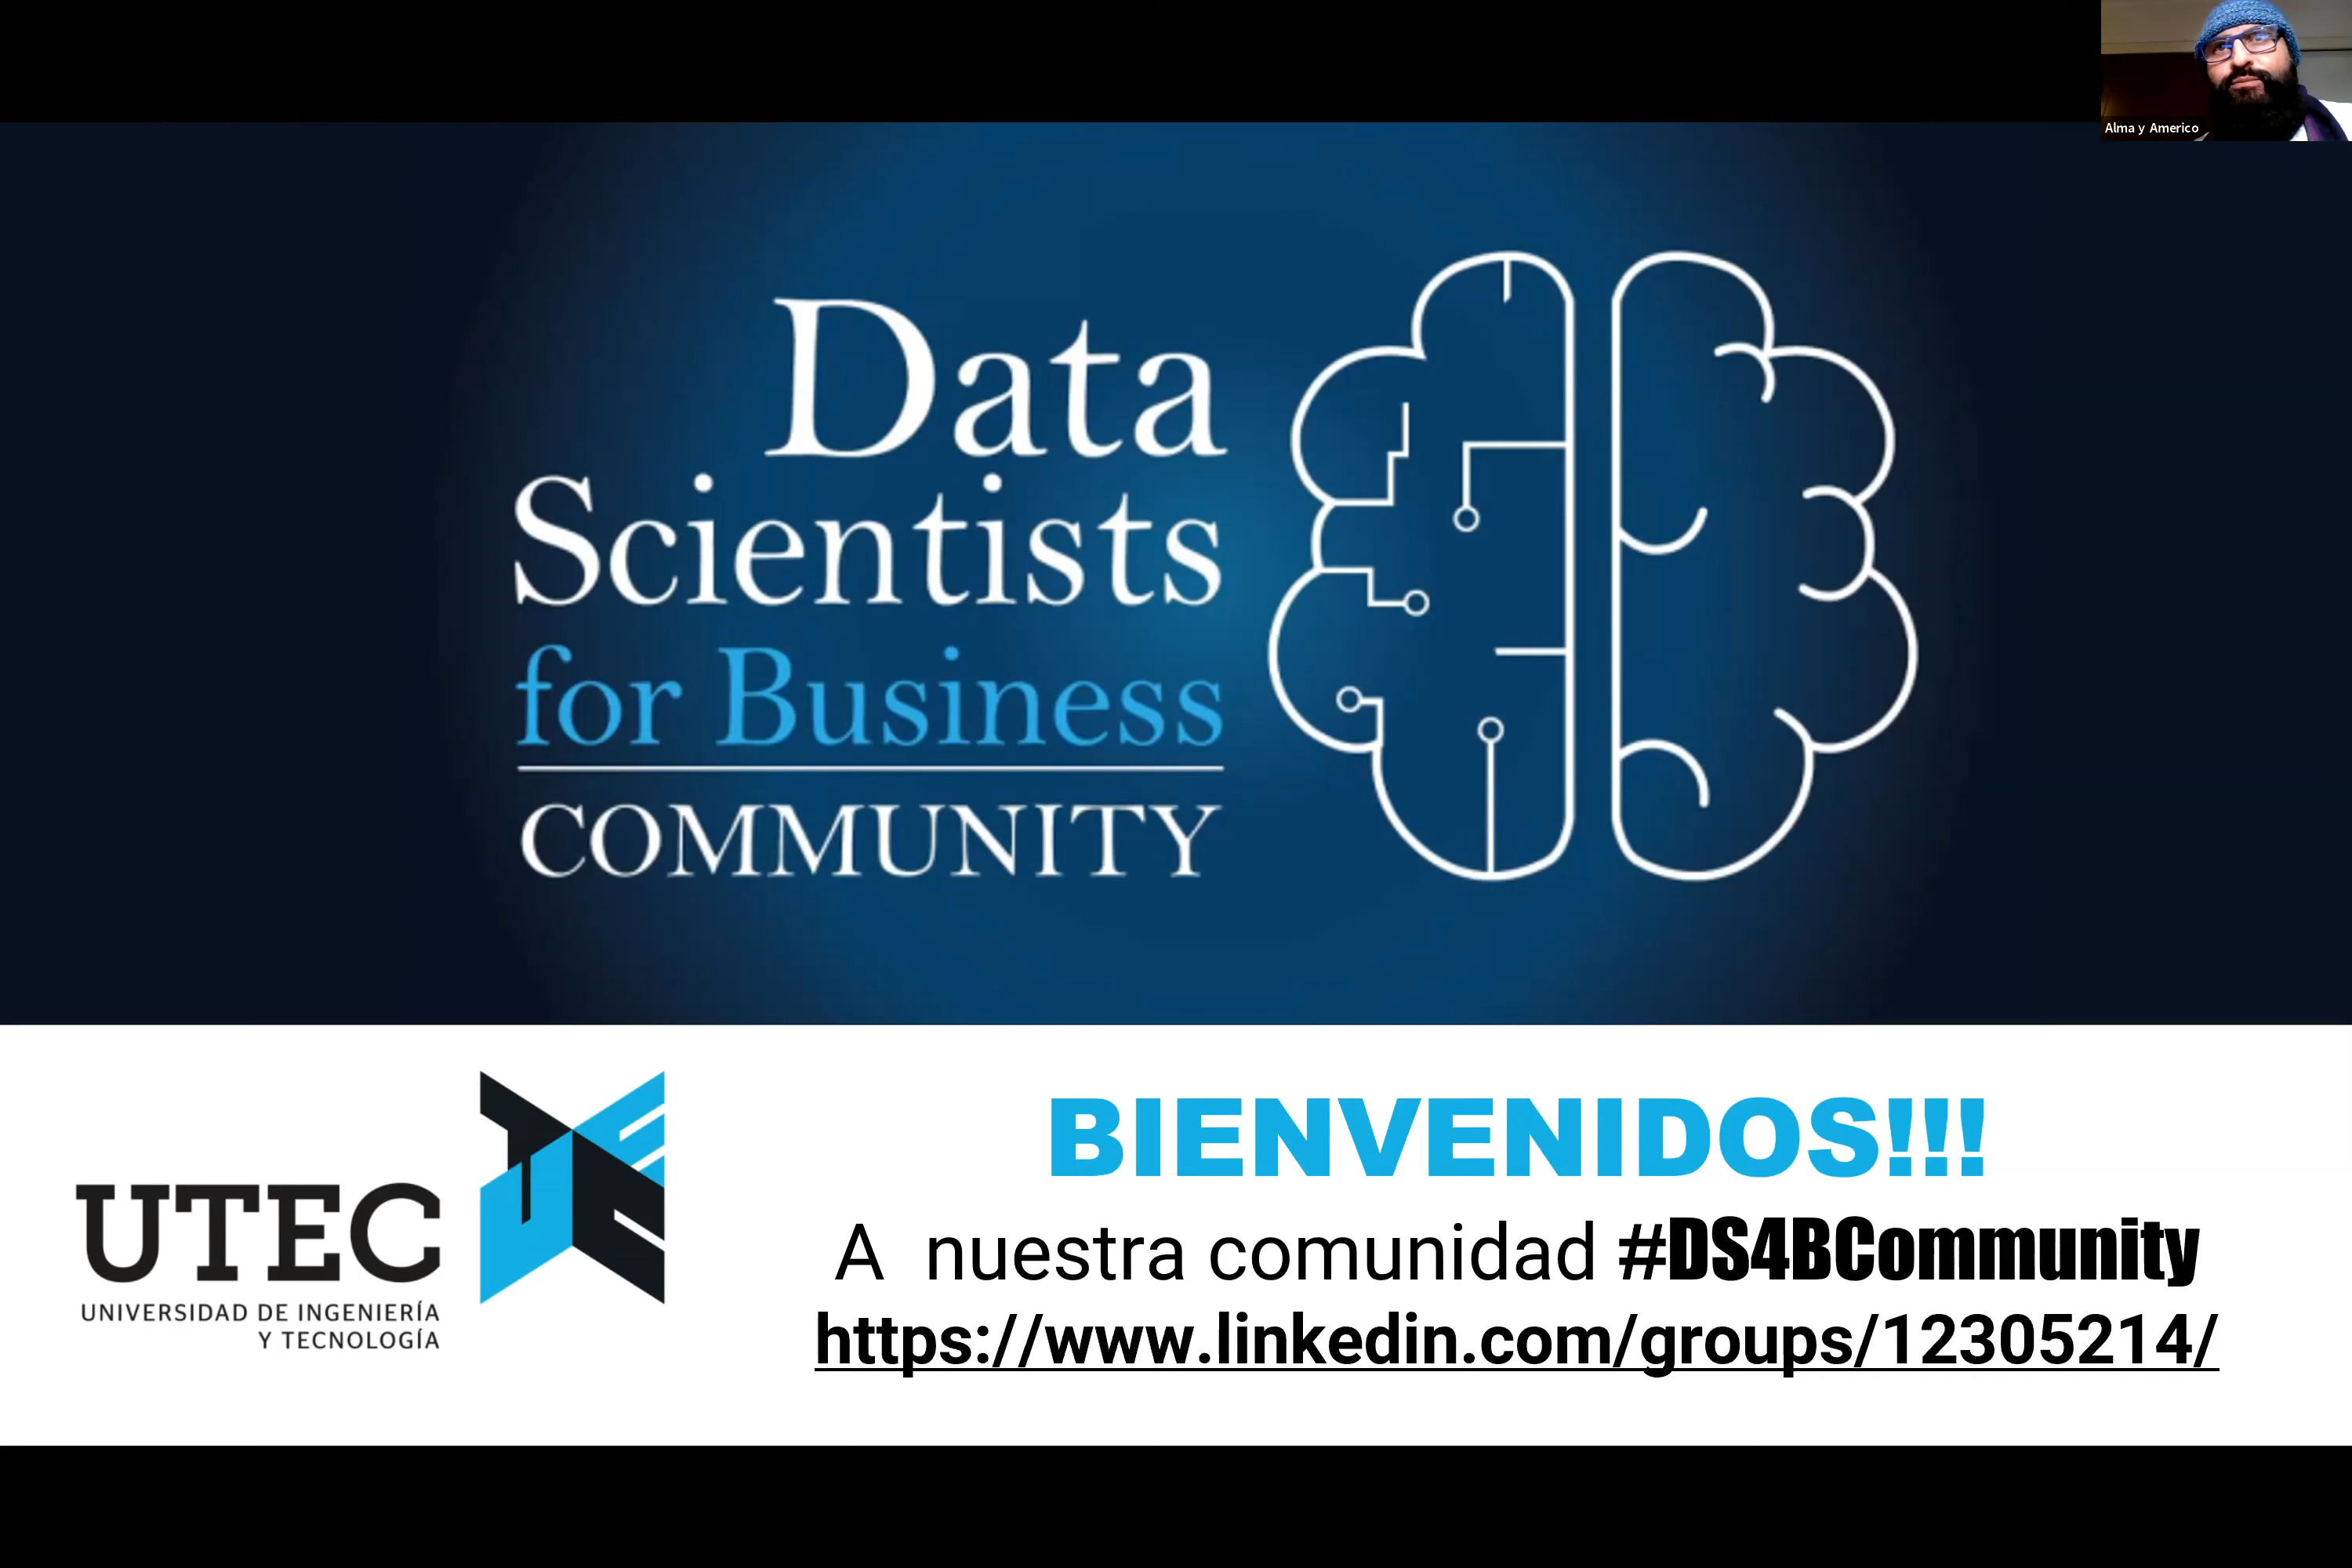 Alma y Americo
Data
Scientists
for Business
COMMUNITY
UTEC
UNIVERSIDAD DE INGENIERÍA
Y TECNOLOGÍA
BIENVENIDOS!!!
A nuestra comunidad #DS4BCommunity
https://www.linkedin.com/groups/12305214/